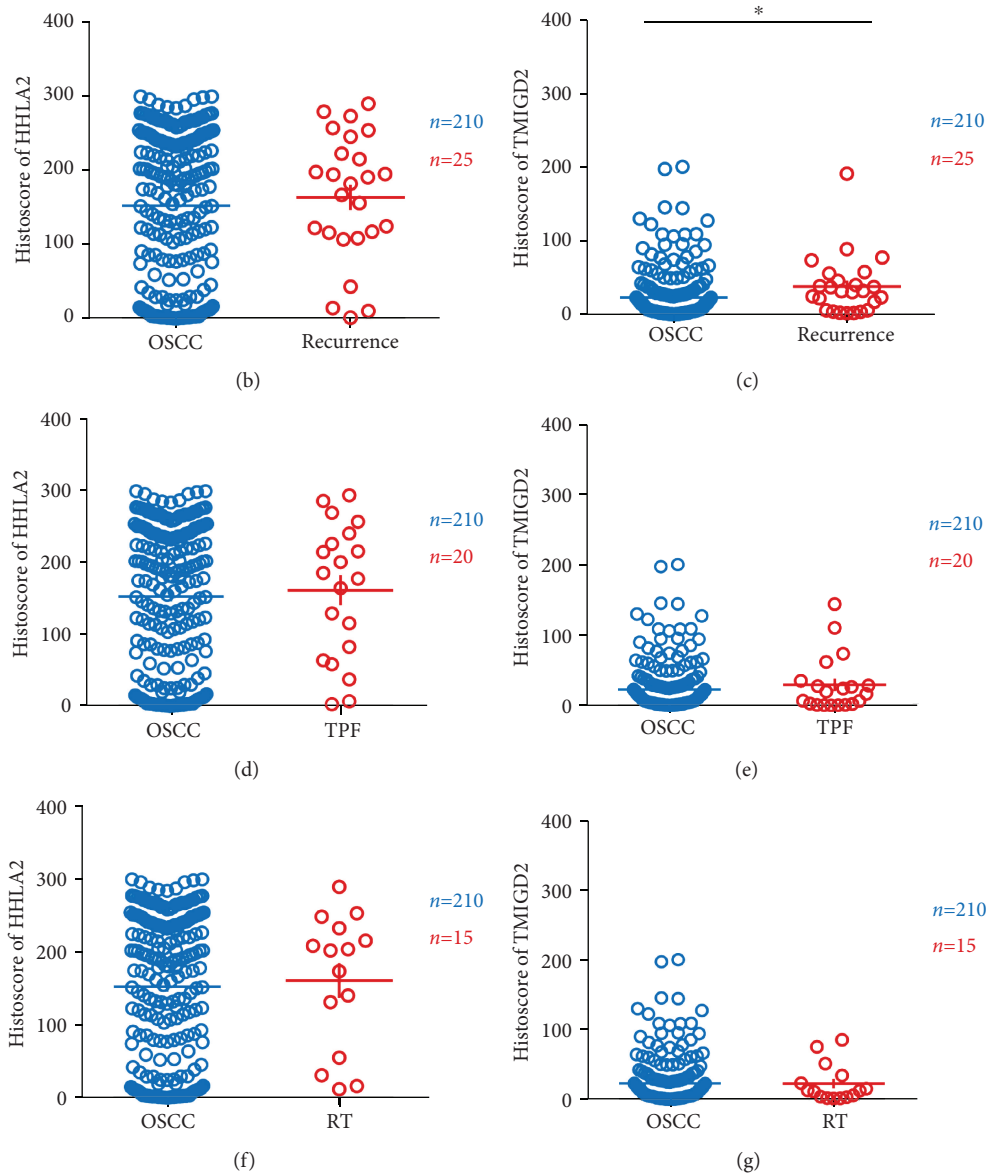 Histoscore of HHLA2
400
300
200
100
0
OSCC
Recurrence
n=210
n=25
(b)
Histoscore of TMIGD2
400
300
200
100
0
*
OSCC
Recurrence
n=210
n=25
(c)
Histoscore of HHLA2
400
300
200
100
0
OSCC
TPF
n=210
n=20
(d)
Histoscore of TMIGD2
400
300
200
100
0
OSCC
TPF
n=210
n=20
(e)
Histoscore of HHLA2
400
300
200
100
0
OSCC
RT
n=210
n=15
(f)
Histoscore of TMIGD2
400
300
200
100
0
OSCC
RT
n=210
n=15
(g)